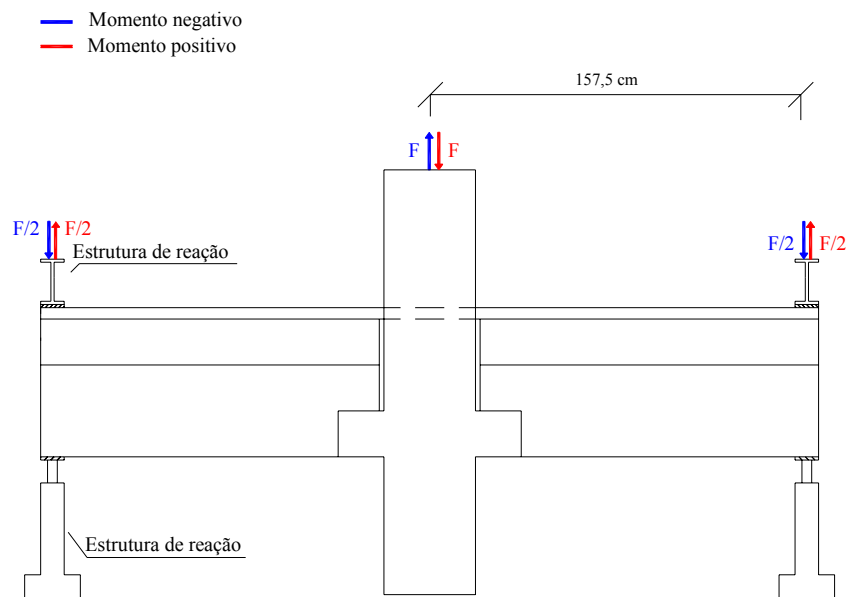 Momento negativo
Momento positivo
157,5 cm
F F
F/2 F/2
Estrutura de reação
F/2 F/2
Estrutura de reação